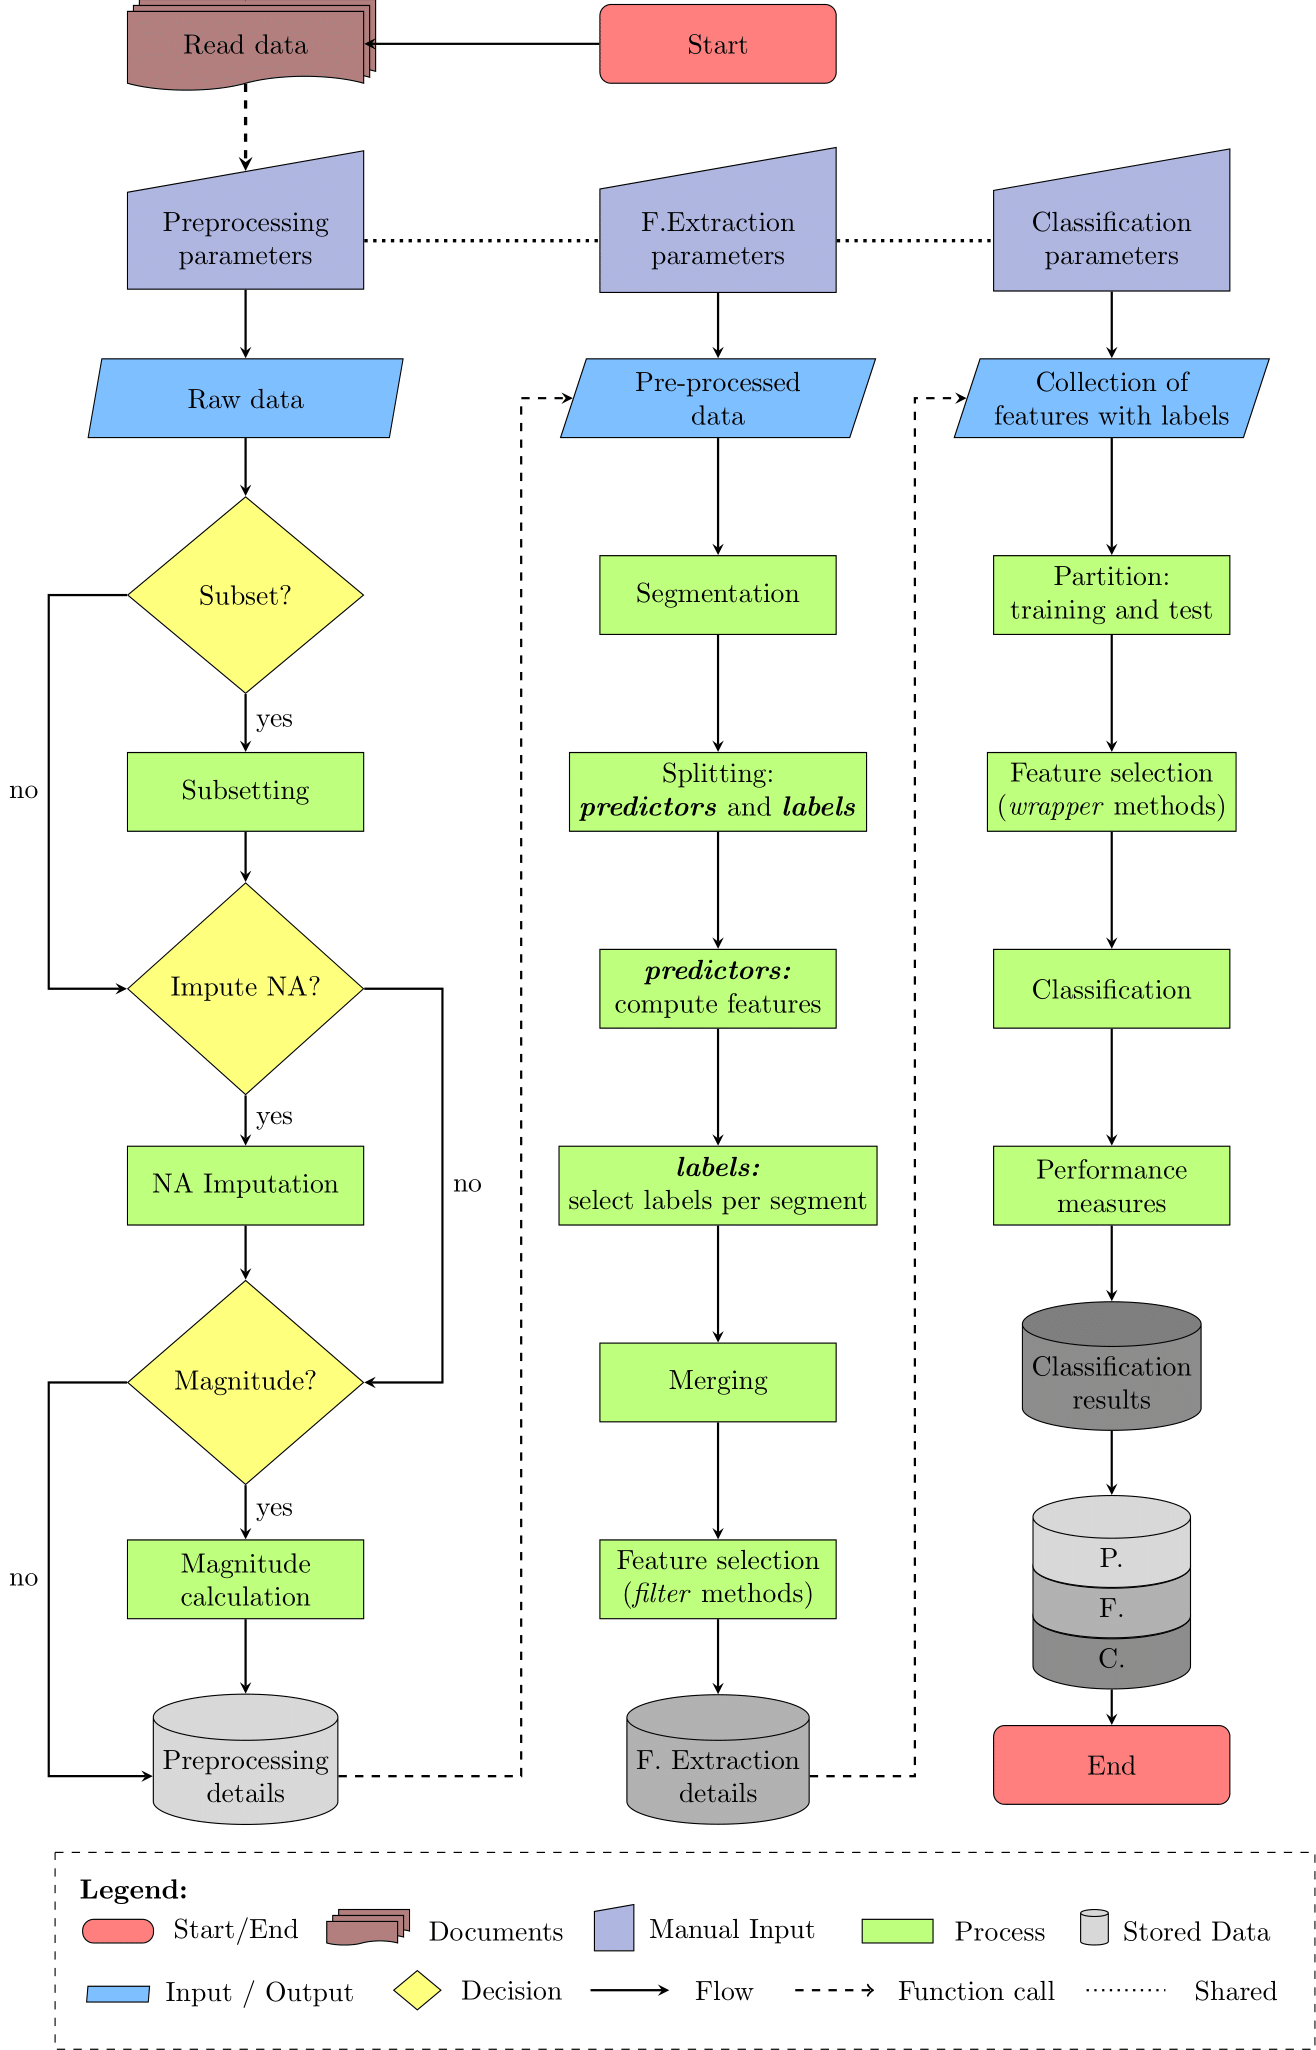 Read data
Start
Preprocessing
parameters
F.Extraction
parameters
Classification
parameters
Raw data
Pre-processed
data
Collection of
features with labels
Subset?
yes
no
Subsetting
Impute NA?
yes
no
NA Imputation
Magnitude?
yes
no
Magnitude
calculation
Preprocessing
details
Segmentation
Splitting:
predictors and labels
predictors:
compute features
labels:
select labels per segment
Merging
Feature selection
(filter methods)
F. Extraction
details
Partition:
training and test
Feature selection
(wrapper methods)
Classification
Performance
measures
Classification
results
P.
F.
C.
End
Legend:
Start/End
Documents
Manual Input
Process
Stored Data
Input / Output
Decision
Flow
Function call
Shared